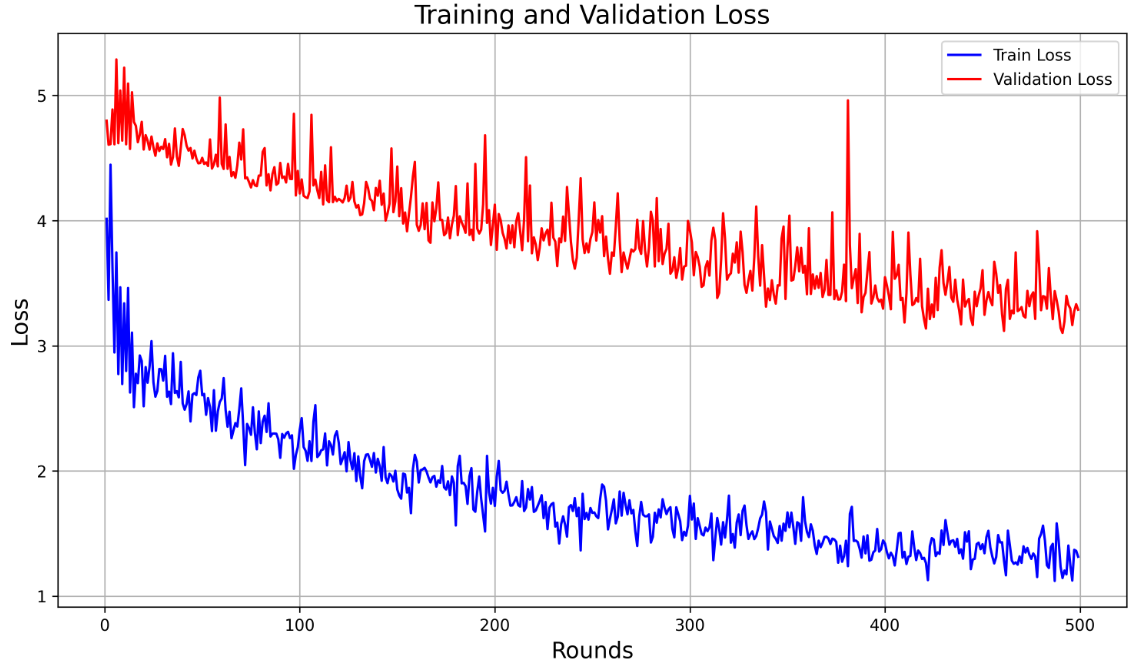 Training and Validation Loss
Train Loss
Validation Loss
5
4
3
2
1
Loss
0 100 200 300 400 500
Rounds